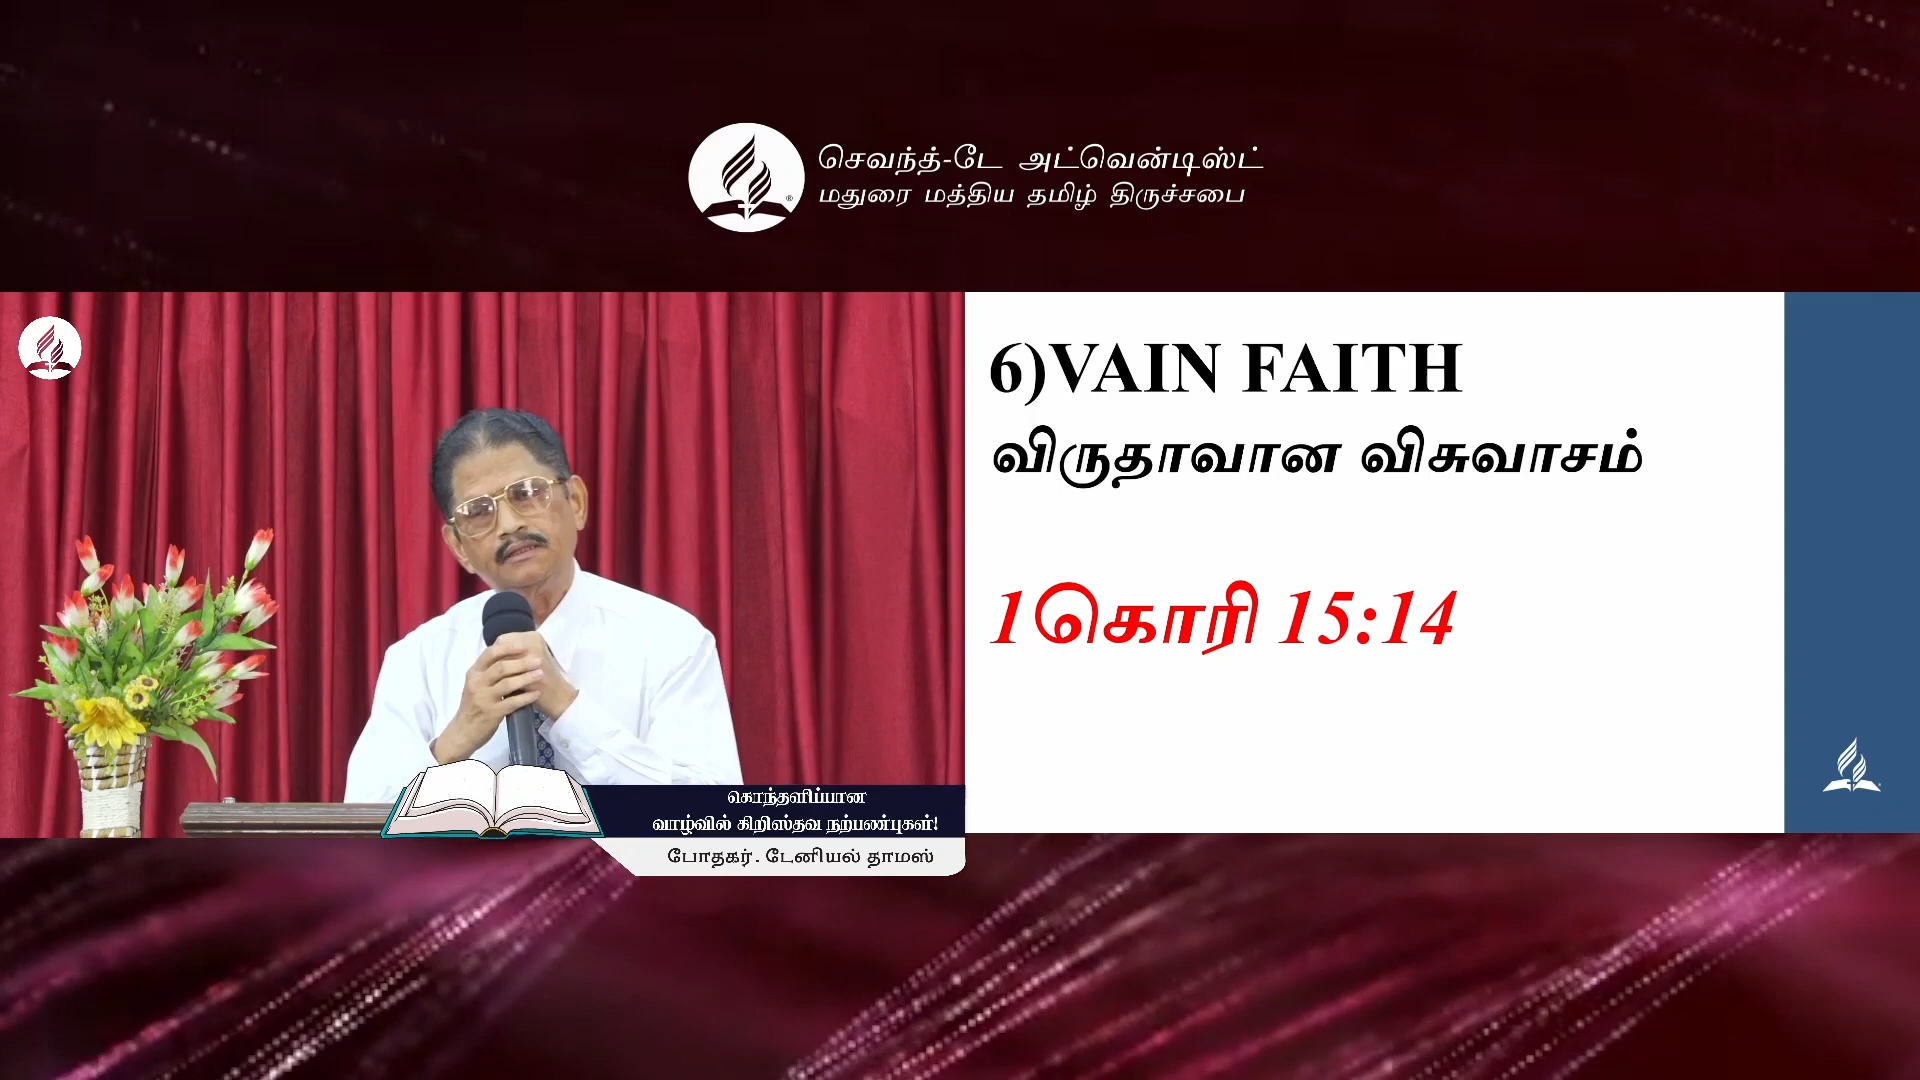 செவந்த்-டே அட்வென்டிஸ்ட்
மதுரை மத்திய தமிழ் திருச்சபை
6)VAIN FAITH
விருதாவான விசுவாசம்
1கொரி 15:14
கொந்தளிப்பான
வாழ்வில் கிறிஸ்தவ நற்பண்புகள்!
போதகர். டேனியல் தாமஸ்